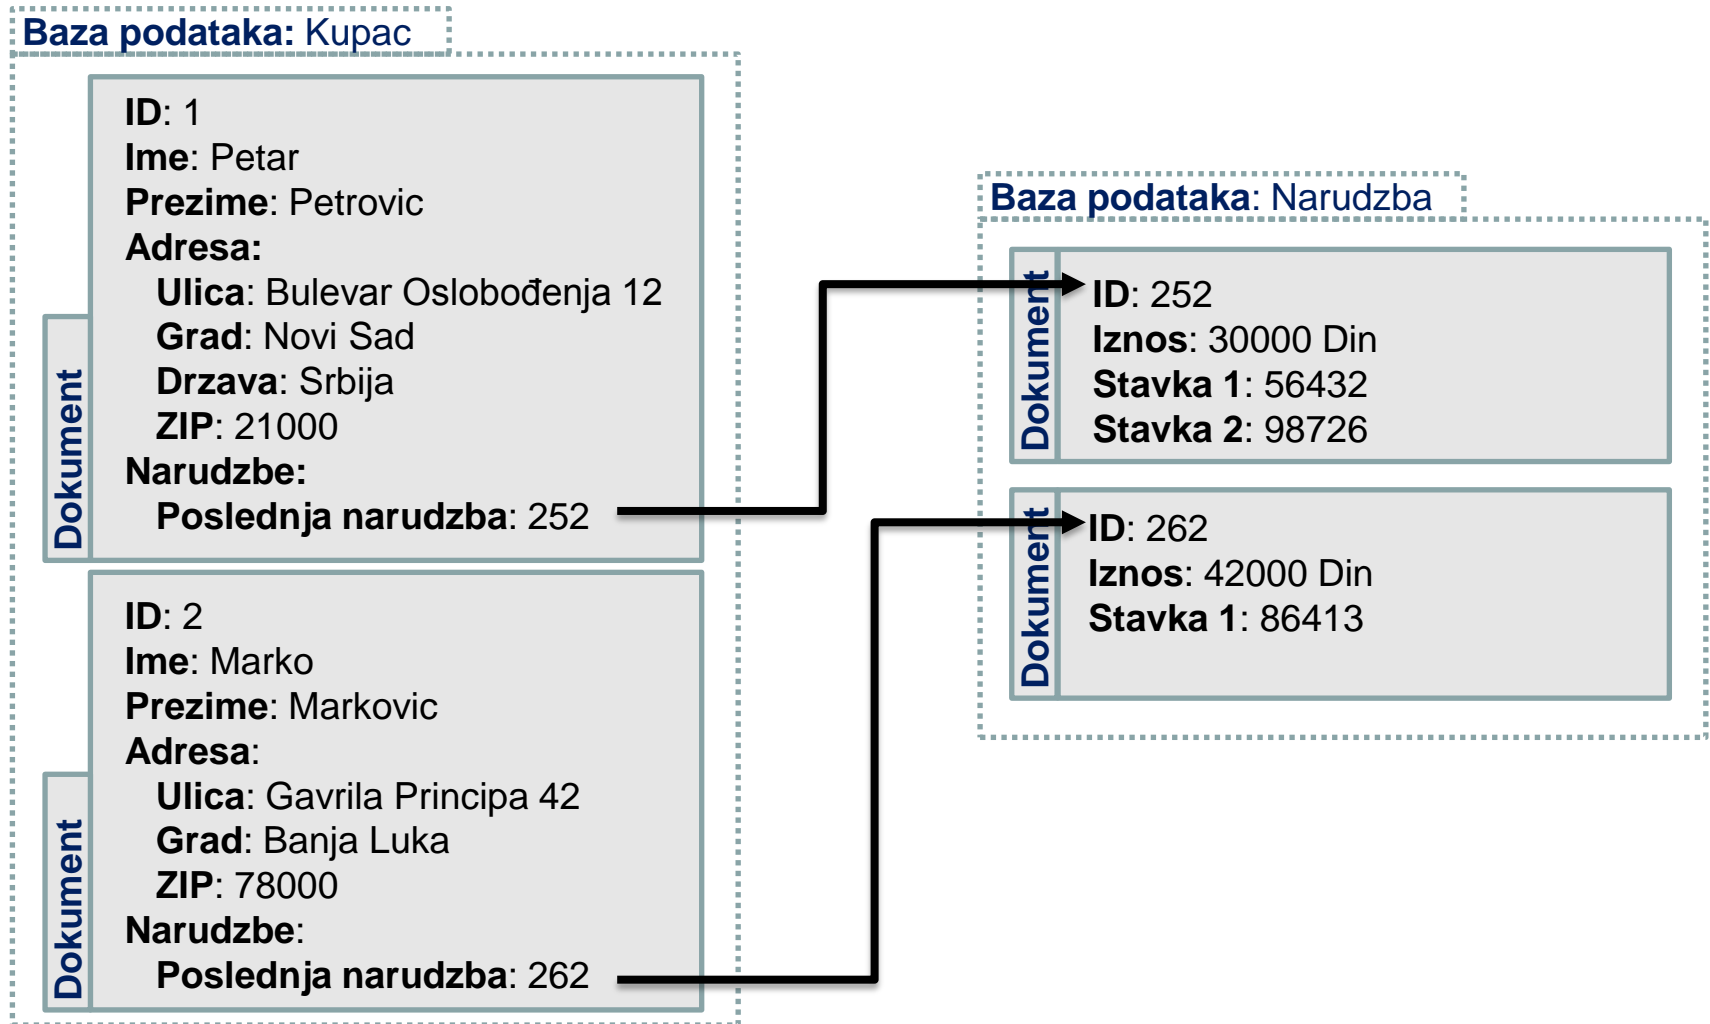 Baza podataka: Kupac
Dokument
ID: 1
Ime: Petar
Prezime: Petrovic
Adresa:
Ulica: Bulevar Oslobođenja 12
Grad: Novi Sad
Drzava: Srbija
ZIP: 21000
Narudzbe:
Poslednja narudzba: 252
Dokument
ID: 2
Ime: Marko
Prezime: Markovic
Adresa:
Ulica: Gavrila Principa 42
Grad: Banja Luka
ZIP: 78000
Narudzbe:
Poslednja narudzba: 262
Baza podataka: Narudzba
Dokument
ID: 252
Iznos: 30000 Din
Stavka 1: 56432
Stavka 2: 98726
Dokument
ID: 262
Iznos: 42000 Din
Stavka 1: 86413